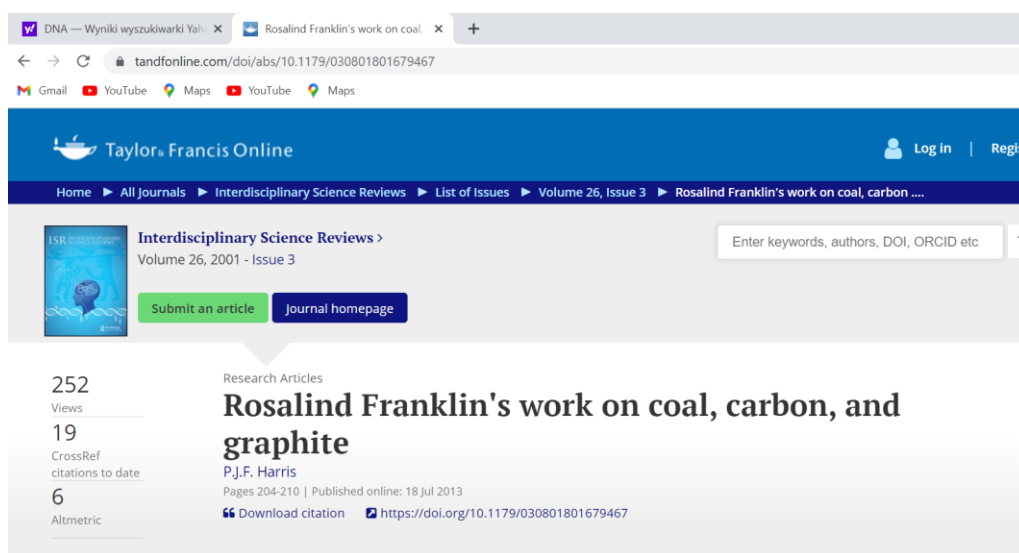 DNA — Wyniki wyszukiwarki Yah
Rosalind Franklin's work on coal,
tandfonline.com/doi/abs/10.1179/030801801679467
Gmail YouTube Maps YouTube Maps
Taylor & Francis Online
Log in | Regi
Home ▶ All Journals ▶ Interdisciplinary Science Reviews ▶ List of Issues ▶ Volume 26, Issue 3 ▶ Rosalind Franklin's work on coal, carbon ....
ISR INTERDISCIPLINARY SCIENCE REVIEWS
Interdisciplinary Science Reviews >
Volume 26, 2001 - Issue 3
Enter keywords, authors, DOI, ORCID etc
Submit an article
Journal homepage
252
Views
19
CrossRef
citations to date
6
Altmetric
Research Articles
Rosalind Franklin's work on coal, carbon, and
graphite
P.J.F. Harris
Pages 204-210 | Published online: 18 Jul 2013
Download citation
https://doi.org/10.1179/030801801679467